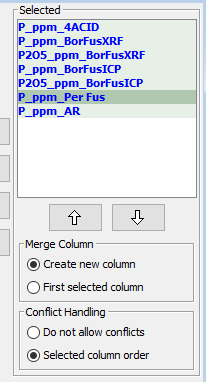 Selected
P_ppm_4ACID
P_ppm_BorFusXRF
P2O5_ppm_BorFusXRF
P_ppm_BorFusICP
P2O5_ppm_BorFusICP
P_ppm_Per Fus
P_ppm_AR
Merge Column
Create new column
First selected column
Conflict Handling
Do not allow conflicts
Selected column order